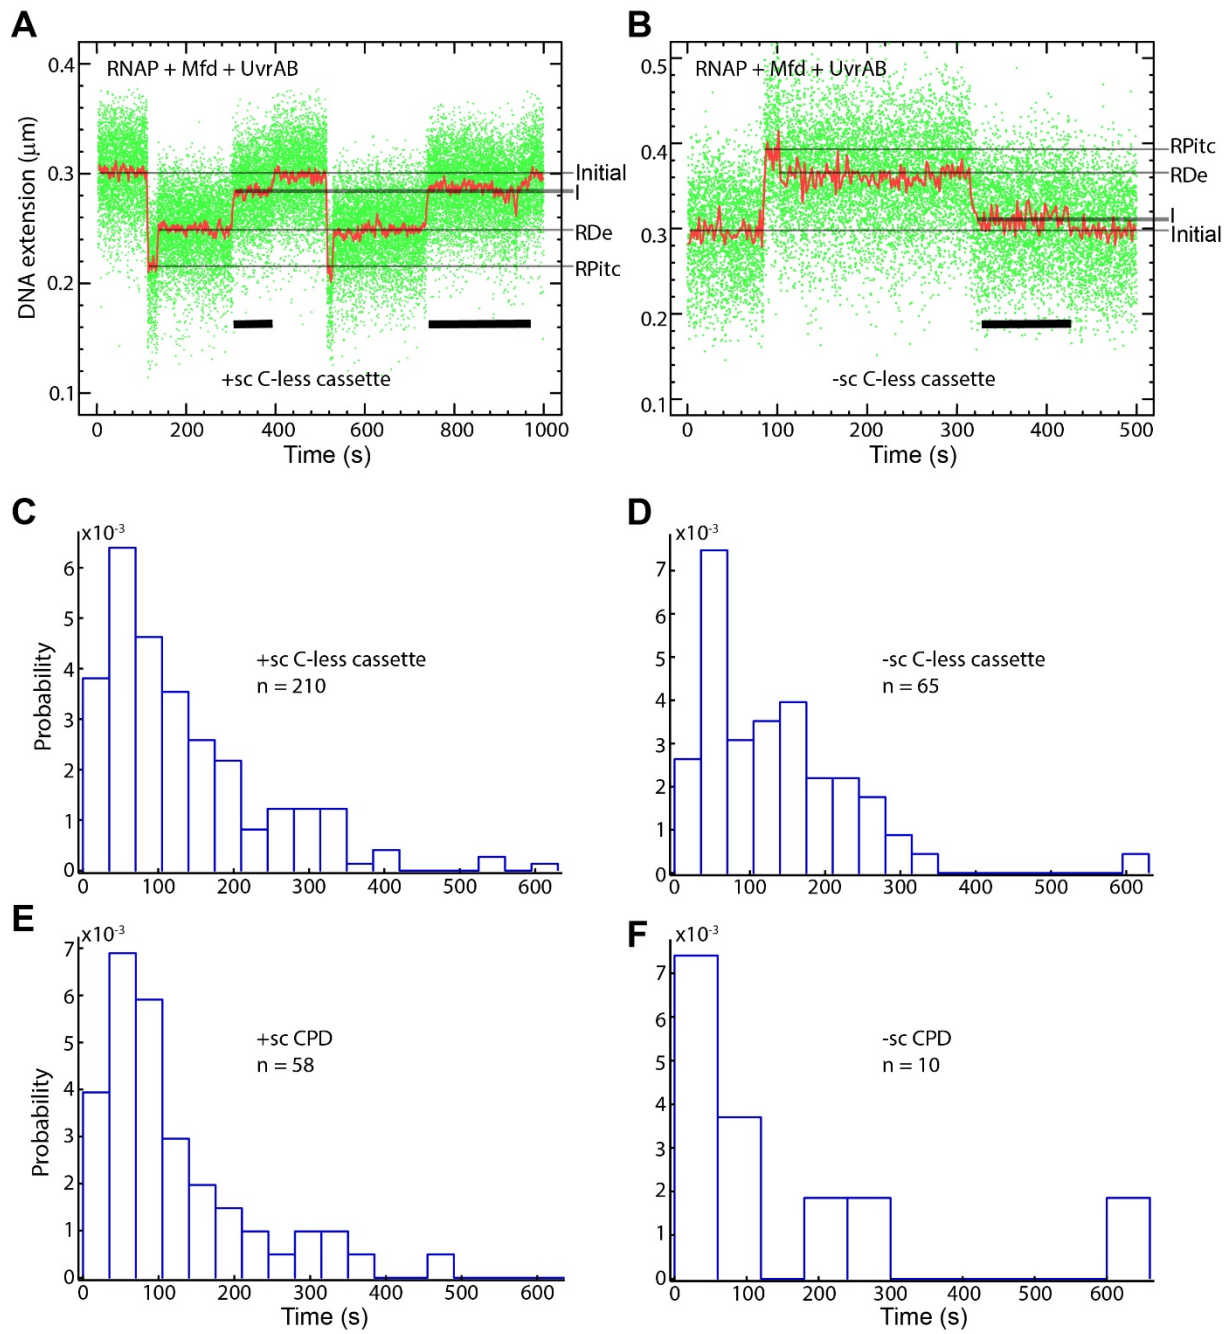 A
RNAP + Mfd + UvrAB
DNA extension (μm)
0.4
0.3
0.2
0.1
Initial
I
RDe
RPitc
+sc C-less cassette
0 200 400 600 800 1000
Time (s)
B
RNAP + Mfd + UvrAB
0.5
0.4
0.3
0.2
0.1
RPitc
RDe
I
Initial
-sc C-less cassette
0 100 200 300 400 500
Time (s)
C
x10-3
Probability
6
5
4
3
2
1
0
+sc C-less cassette
n = 210
0 100 200 300 400 500 600
D
x10-3
7
6
5
4
3
2
1
0
-sc C-less cassette
n = 65
0 100 200 300 400 500 600
E
x10-3
Probability
7
6
5
4
3
2
1
0
+sc CPD
n = 58
0 100 200 300 400 500 600
Time (s)
F
x10-3
7
6
5
4
3
2
1
0
-sc CPD
n = 10
0 100 200 300 400 500 600
Time (s)